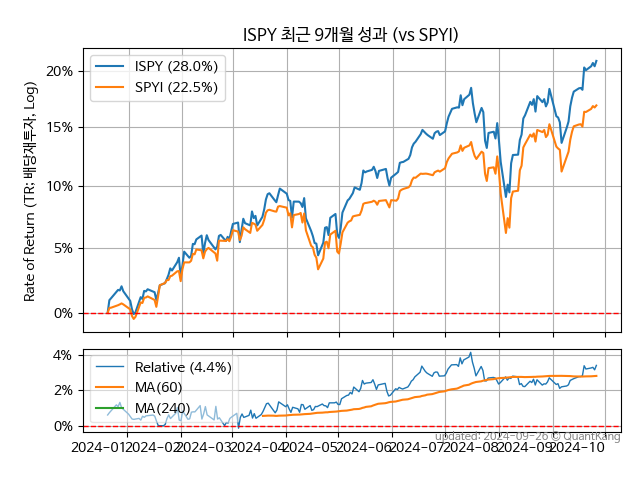 ISPY 최근 9개월 성과 (vs SPYI)
ISPY (28.0%)
SPYI (22.5%)
20%
15%
10%
5%
0%
Rate of Return (TR: 배당재투자, Log)
Relative (4.4%)
MA(60)
MA(240)
4%
2%
0%
2024-01 2024-02 2024-03 2024-04 2024-05 2024-06 2024-07 2024-08 2024-09 2024-10
updated: 2024-09-26 © QuantKang